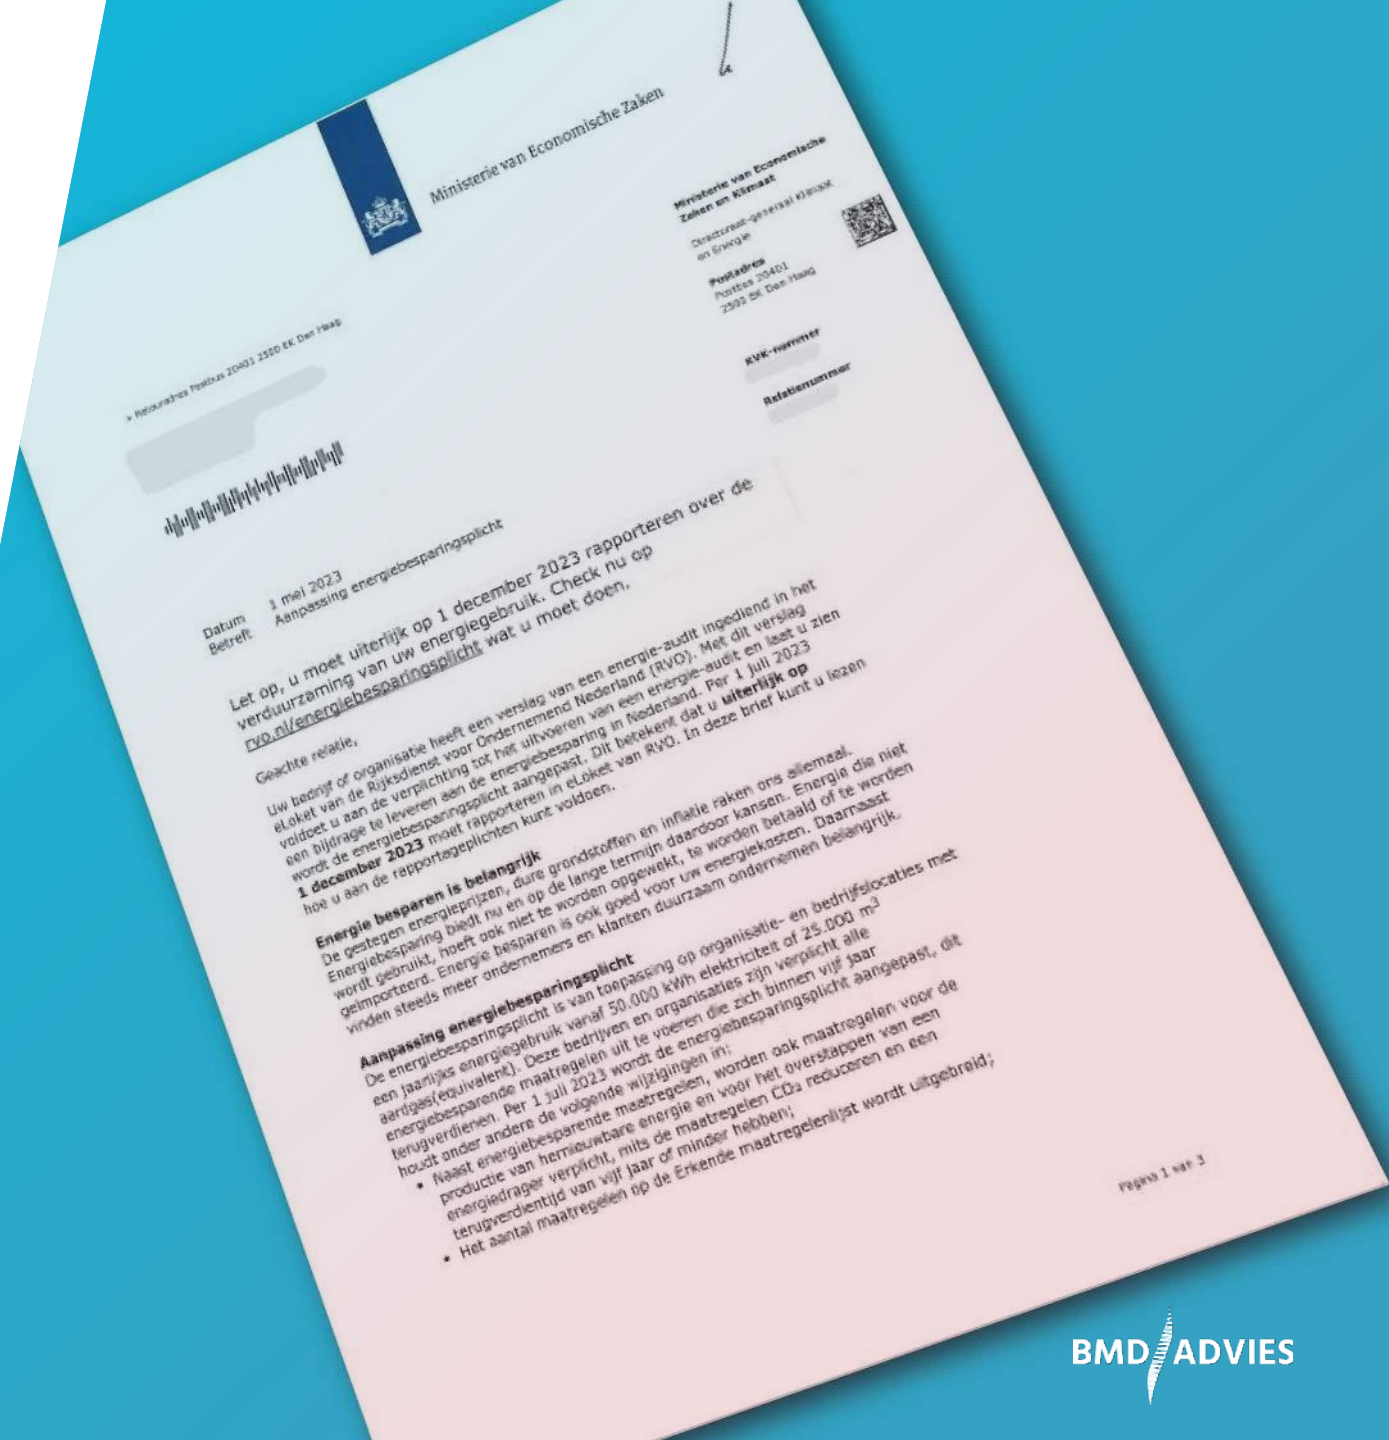 Ministerie van Economische Zaken
Ministerie van Economische
Zaken en Klimaat
Directoraat-generaal Klimaat
en Energie
Postadres
Postbus 20401
2500 EK Den Haag
KVK-nummer
Relatienummer
> Retouradres Postbus 20401 2500 EK Den Haag
Datum 1 mei 2023
Betreft Aanpassing energiebesparingsplicht
Let op, u moet uiterlijk op 1 december 2023 rapporteren over de
verduurzaming van uw energiegebruik. Check nu op
rvo.nl/energiebesparingsplicht wat u moet doen.
Geachte relatie,
Uw bedrijf of organisatie heeft een verslag van een energie-audit ingediend in het
eLoket van de Rijksdienst voor Ondernemend Nederland (RVO). Met dit verslag
voldoet u aan de verplichting tot het uitvoeren van een energie-audit en laat u zien
een bijdrage te leveren aan de energiebesparing in Nederland. Per 1 juli 2023
wordt de energiebesparingsplicht aangepast. Dit betekent dat u uiterlijk op
1 december 2023 moet rapporteren in eLoket van RVO. In deze brief kunt u lezen
hoe u aan de rapportageplichten kunt voldoen.
Energie besparen is belangrijk
De gestegen energieprijzen, dure grondstoffen en inflatie raken ons allemaal.
Energiebesparing biedt nu en op de lange termijn daardoor kansen. Energie die niet
wordt gebruikt, hoeft ook niet te worden opgewekt, te worden betaald of te worden
geïmporteerd. Energie besparen is ook goed voor uw energiekosten. Daarnaast
vinden steeds meer ondernemers en klanten duurzaam ondernemen belangrijk.
Aanpassing energiebesparingsplicht
De energiebesparingsplicht is van toepassing op organisatie- en bedrijfslocaties met
een jaarlijks energiegebruik vanaf 50.000 kWh elektriciteit of 25.000 m³
aardgas(equivalent). Deze bedrijven en organisaties zijn verplicht alle
energiebesparende maatregelen uit te voeren die zich binnen vijf jaar
terugverdienen. Per 1 juli 2023 wordt de energiebesparingsplicht aangepast, dit
houdt onder andere de volgende wijzigingen in:
• Naast energiebesparende maatregelen, worden ook maatregelen voor de
productie van hernieuwbare energie en voor het overstappen van een
energiedrager verplicht, mits de maatregelen CO₂ reduceren en een
terugverdientijd van vijf jaar of minder hebben;
• Het aantal maatregelen op de Erkende maatregelenlijst wordt uitgebreid;
Pagina 1 van 3
BMD ADVIES